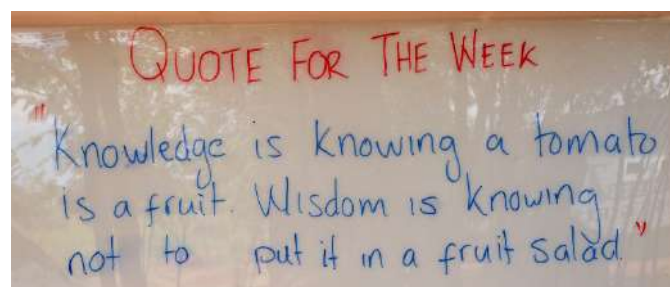 QUOTE FOR THE WEEK
"Knowledge is knowing a tomato
is a fruit. Wisdom is knowing
not to put it in a fruit salad."